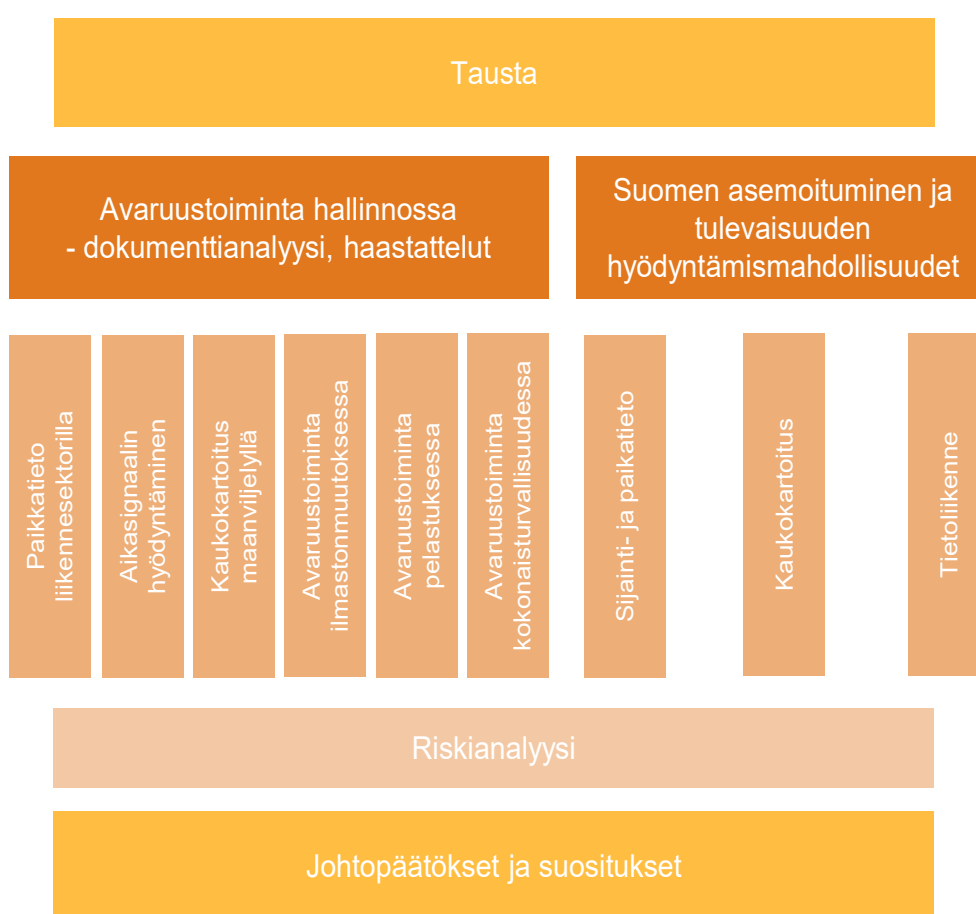 Tausta
Avaruustoiminta hallinnossa
- dokumenttianalyysi, haastattelut
Suomen asemoituminen ja
tulevaisuuden
hyödyntämismahdollisuudet
Paikkatieto
liikennesektorilla
Aikasignaalin
hyödyntäminen
Kaukokartoitus
maanviljelyllä
Avaruustoiminta
ilmastonmuutoksessa
Avaruustoiminta
pelastuksessa
Avaruustoiminta
kokonaisturvallisuudessa
Sijainti- ja paikatieto
Kaukokartoitus
Tietoliikenne
Riskianalyysi
Johtopäätökset ja suositukset